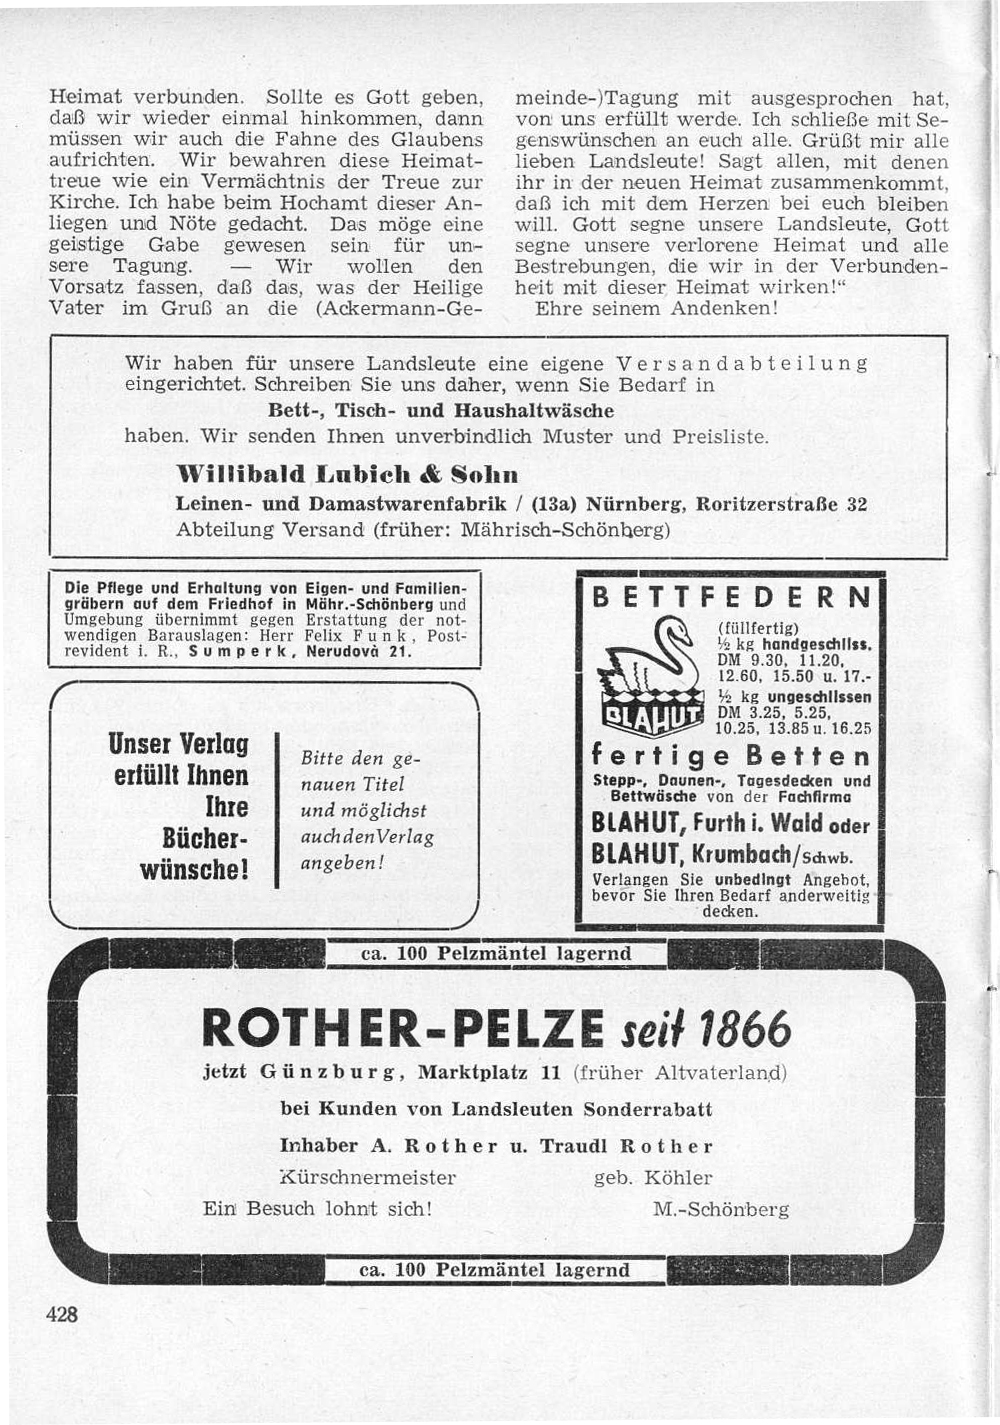 Heimat verbunden. Sollte es Gott geben,
daß wir wieder einmal hinkommen, dann
müssen wir auch die Fahne des Glaubens
aufrichten. Wir bewahren diese Heimat-
treue wie ein Vermächtnis der Treue zur
Kirche. Ich habe beim Hochamt dieser An-
liegen und Nöte gedacht. Das möge eine
geistige Gabe gewesen sein für un-
sere Tagung. — Wir wollen den
Vorsatz fassen, daß das, was der Heilige
Vater im Gruß an die (Ackermann-Ge-
meinde-)Tagung mit ausgesprochen hat,
von uns erfüllt werde. Ich schließe mit Se-
genswünschen an euch alle. Grüßt mir alle
lieben Landsleute! Sagt allen, mit denen
ihr in der neuen Heimat zusammenkommt,
daß ich mit dem Herzen bei euch bleiben
will. Gott segne unsere Landsleute, Gott
segne unsere verlorene Heimat und alle
Bestrebungen, die wir in der Verbunden-
heit mit dieser Heimat wirken!“
Ehre seinem Andenken!
Wir haben für unsere Landsleute eine eigene Versandabteilung
eingerichtet. Schreiben Sie uns daher, wenn Sie Bedarf in
Bett-, Tisch- und Haushaltwäsche
haben. Wir senden Ihnen unverbindlich Muster und Preisliste.
Willibald Lubich & Sohn
Leinen- und Damastwarenfabrik / (13a) Nürnberg, Roritzerstraße 32
Abteilung Versand (früher: Mährisch-Schönberg)
Die Pflege und Erhaltung von Eigen- und Familien-
gräbern auf dem Friedhof in Mähr.-Schönberg und
Umgebung übernimmt gegen Erstattung der not-
wendigen Barauslagen: Herr Felix Funk, Post-
revident i. R., Sumperk, Nerudovà 21.
Unser Verlag
erfüllt Ihnen
Ihre
Bücher-
wünsche!
Bitte den ge-
nauen Titel
und möglichst
auch den Verlag
angeben!
BETTFEDERN
(füllfertig)
½ kg handgeschliss.
DM 9.30, 11.20,
12.60, 15.50 u. 17.-
½ kg ungeschlissen
DM 3.25, 5.25,
10.25, 13.85 u. 16.25
BLAHUT
fertige Betten
Stepp-, Daunen-, Tagesdecken und
Bettwäsche von der Fachfirma
BLAHUT, Furth i. Wald oder
BLAHUT, Krumbach/Schwb.
Verlangen Sie unbedingt Angebot,
bevor Sie Ihren Bedarf anderweitig
decken.
ca. 100 Pelzmäntel lagernd
ROTHER-PELZE seit 1866
jetzt Günzburg, Marktplatz 11 (früher Altvaterland)
bei Kunden von Landsleuten Sonderrabatt
Inhaber A. Rother u. Traudl Rother
Kürschnermeister geb. Köhler
Ein Besuch lohnt sich! M.-Schönberg
ca. 100 Pelzmäntel lagernd
428